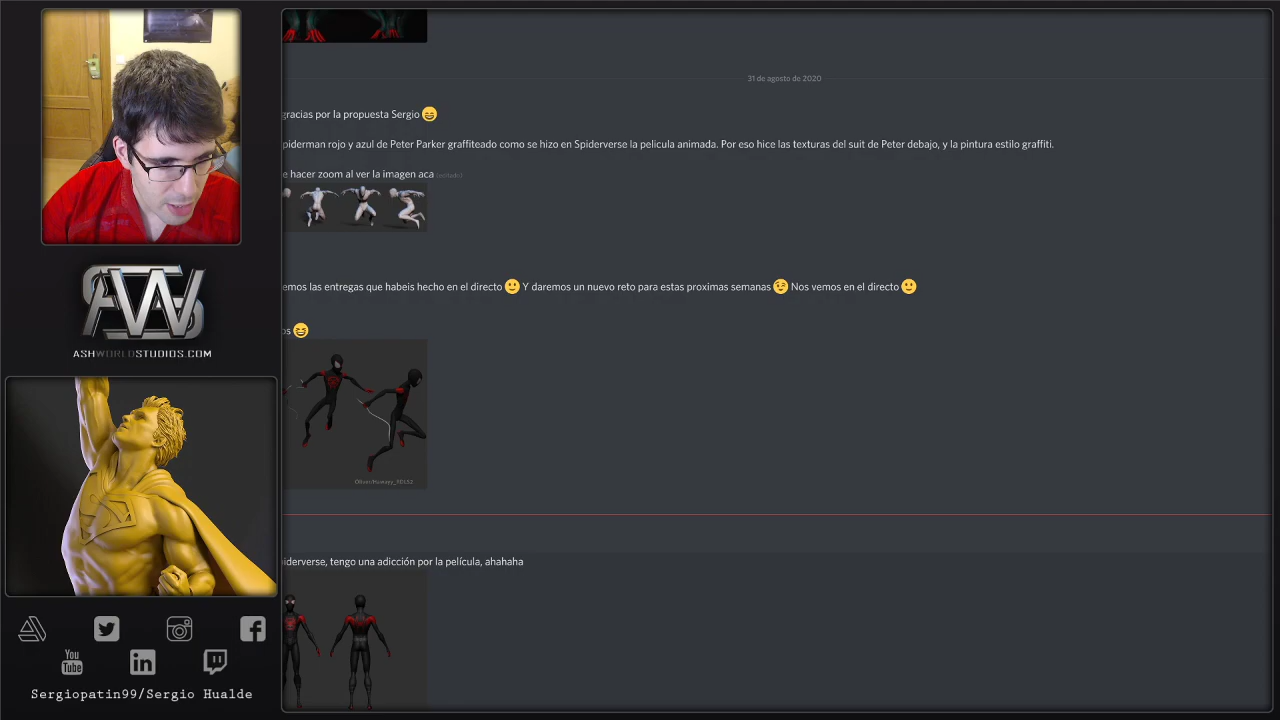 31 de agosto de 2020
gracias por la propuesta Sergio
piderman rojo y azul de Peter Parker graffiteado como se hizo en Spiderverse la pelicula animada. Por eso hice las texturas del suit de Peter debajo, y la pintura estilo graffiti.
e hacer zoom al ver la imagen aca (editado)
emos las entregas que habeis hecho en el directo Y daremos un nuevo reto para estas proximas semanas Nos vemos en el directo
os
iderverse, tengo una adicción por la película, ahahaha
ASHWORLDSTUDIOS.COM
You
Tube
in
Sergiopatin99/Sergio Hualde